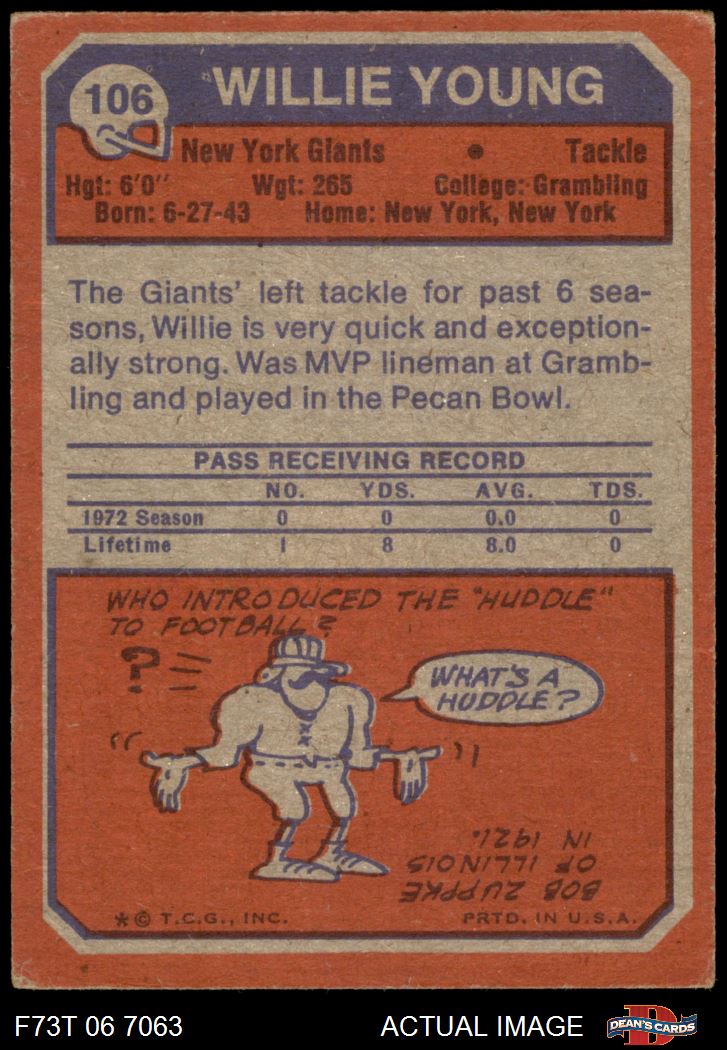 106
WILLIE YOUNG
New York Giants • Tackle
Hgt: 6'0" Wgt: 265 College: Grambling
Born: 6-27-43 Home: New York, New York
The Giants' left tackle for past 6 sea-
sons, Willie is very quick and exception-
ally strong. Was MVP lineman at Gramb-
ling and played in the Pecan Bowl.
PASS RECEIVING RECORD
NO. YDS. AVG. TDS.
1972 Season 0 0 0.0 0
Lifetime 1 8 8.0 0
WHO INTRODUCED THE "HUDDLE"
TO FOOTBALL?
?
WHAT'S A
HUDDLE?
BOB ZUPPKE
OF ILLINOIS
IN 1921.
*© T.C.G., INC. PRTD. IN U.S.A.
F73T 06 7063 ACTUAL IMAGE
D
DEAN'S CARDS